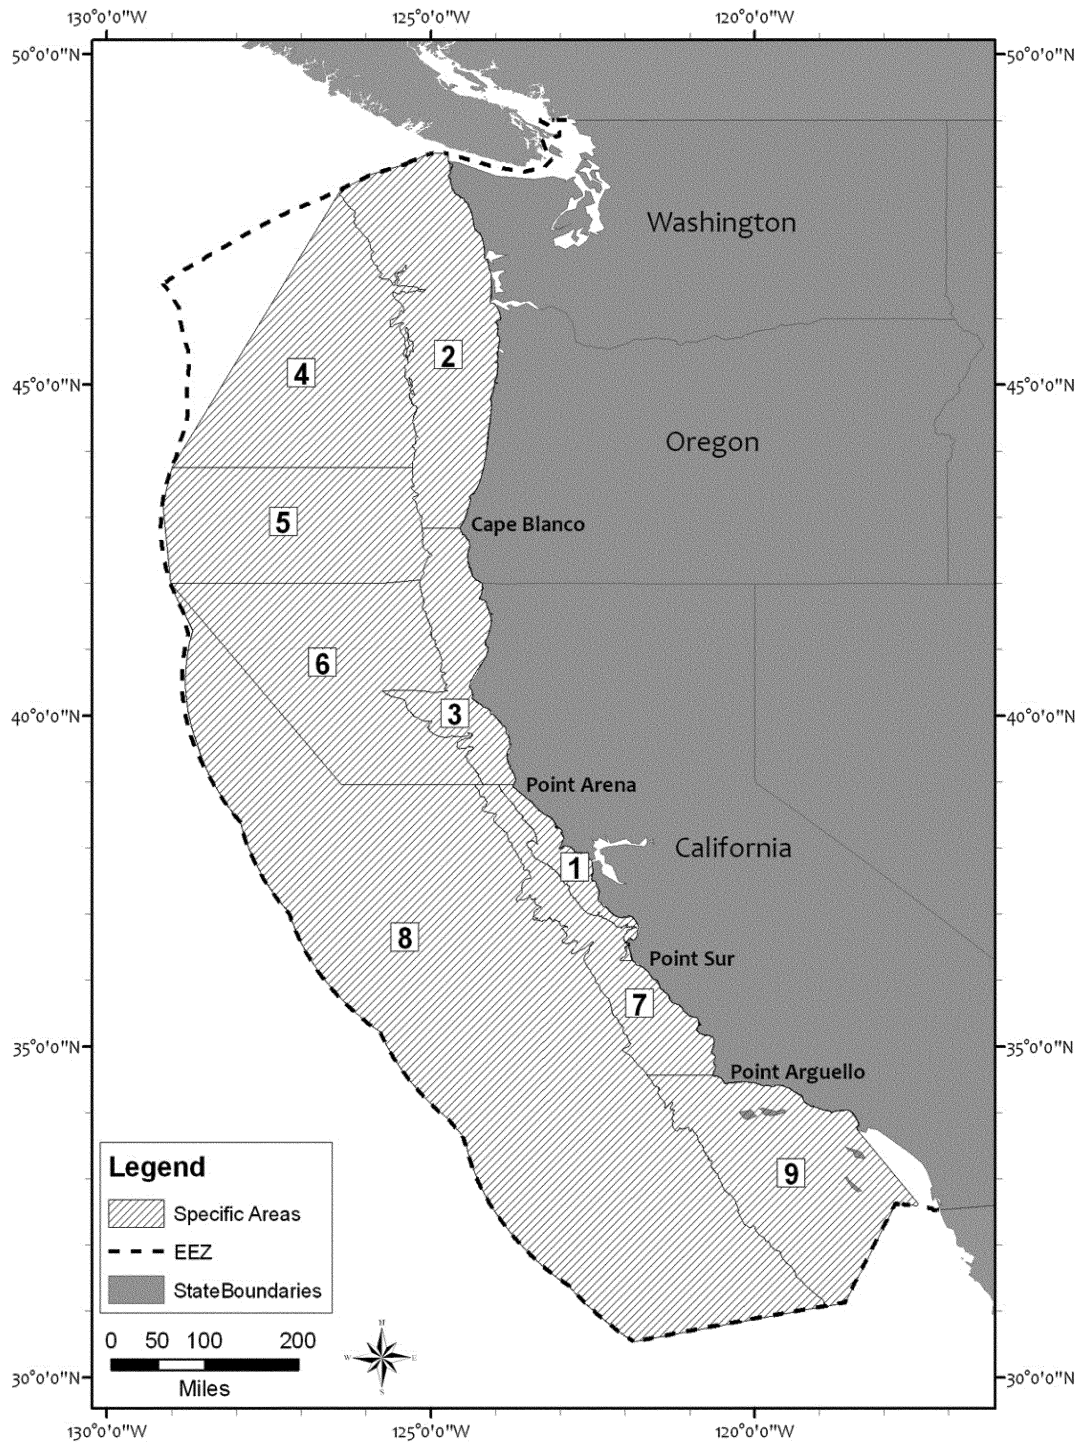 130°0'0"W 125°0'0"W 120°0'0"W
50°0'0"N 50°0'0"N
Washington
2
4
45°0'0"N 45°0'0"N
Oregon
5
Cape Blanco
6
3
40°0'0"N 40°0'0"N
Point Arena
California
1
8
Point Sur
7
35°0'0"N 35°0'0"N
Point Arguello
9
Legend
Specific Areas
EEZ
StateBoundaries
0 50 100 200
Miles
N
W E
S
30°0'0"N 30°0'0"N
130°0'0"W 125°0'0"W 120°0'0"W